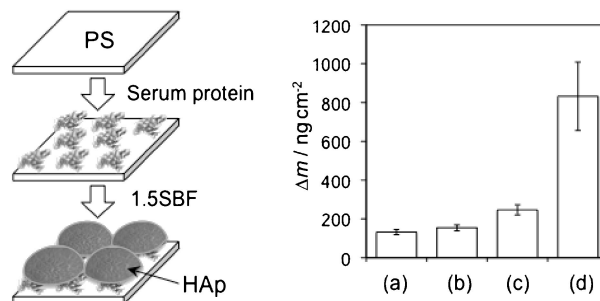 PS
Serum protein
1.5SBF
HAp
Δm / ng cm-2
1200
1000
800
600
400
200
0
(a) (b) (c) (d)